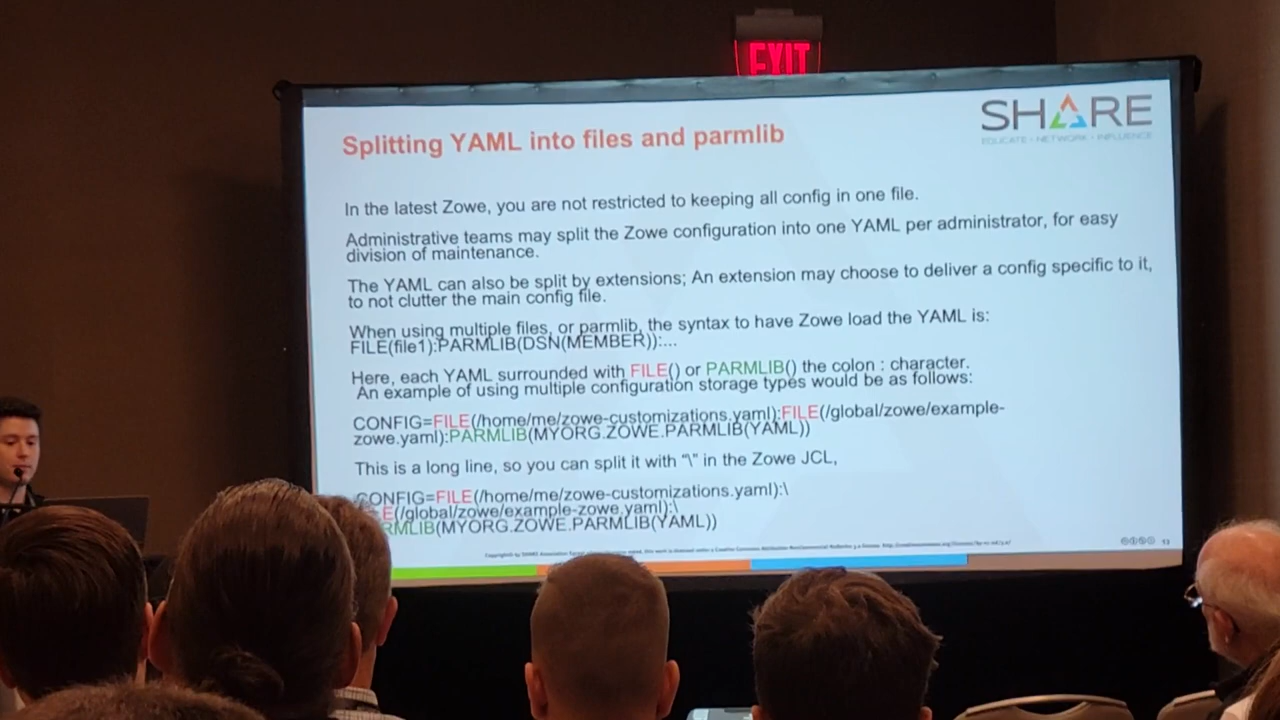 EXIT
SHARE
EDUCATE • NETWORK • INFLUENCE
Splitting YAML into files and parmlib
In the latest Zowe, you are not restricted to keeping all config in one file.
Administrative teams may split the Zowe configuration into one YAML per administrator, for easy
division of maintenance.
The YAML can also be split by extensions; An extension may choose to deliver a config specific to it,
to not clutter the main config file.
When using multiple files, or parmlib, the syntax to have Zowe load the YAML is:
FILE(file1):PARMLIB(DSN(MEMBER)):...
Here, each YAML surrounded with FILE() or PARMLIB() the colon : character.
An example of using multiple configuration storage types would be as follows:
CONFIG=FILE(/home/me/zowe-customizations.yaml):FILE(/global/zowe/example-
zowe.yaml):PARMLIB(MYORG.ZOWE.PARMLIB(YAML))
This is a long line, so you can split it with "\" in the Zowe JCL,
CONFIG=FILE(/home/me/zowe-customizations.yaml):\
E(/global/zowe/example-zowe.yaml):\
RMLIB(MYORG.ZOWE.PARMLIB(YAML))